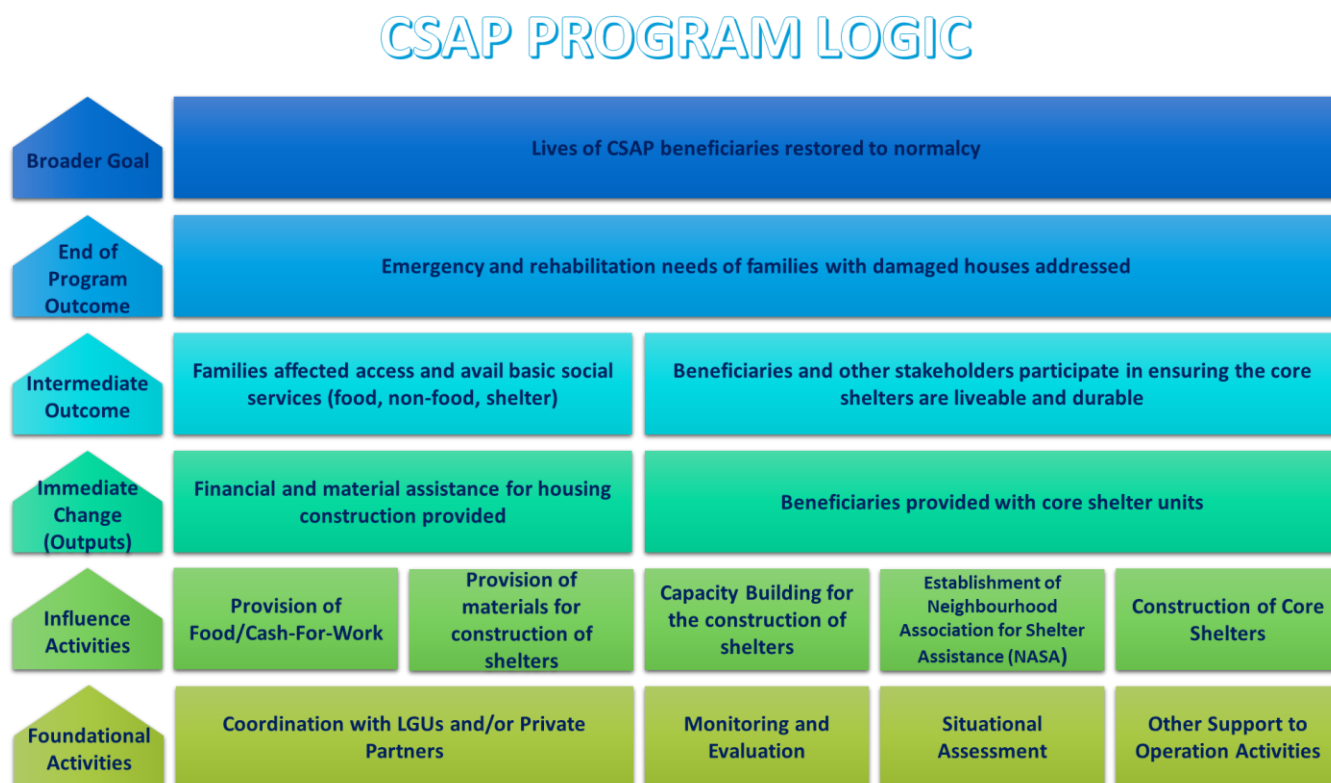 CSAP PROGRAM LOGIC
Broader Goal
Lives of CSAP beneficiaries restored to normalcy
End of
Program
Outcome
Emergency and rehabilitation needs of families with damaged houses addressed
Intermediate
Outcome
Families affected access and avail basic social
services (food, non-food, shelter)
Beneficiaries and other stakeholders participate in ensuring the core
shelters are liveable and durable
Immediate
Change
(Outputs)
Financial and material assistance for housing
construction provided
Beneficiaries provided with core shelter units
Influence
Activities
Provision of
Food/Cash-For-Work
Provision of
materials for
construction of
shelters
Capacity Building for
the construction of
shelters
Establishment of
Neighbourhood
Association for Shelter
Assistance (NASA)
Construction of Core
Shelters
Foundational
Activities
Coordination with LGUs and/or Private
Partners
Monitoring and
Evaluation
Situational
Assessment
Other Support to
Operation Activities